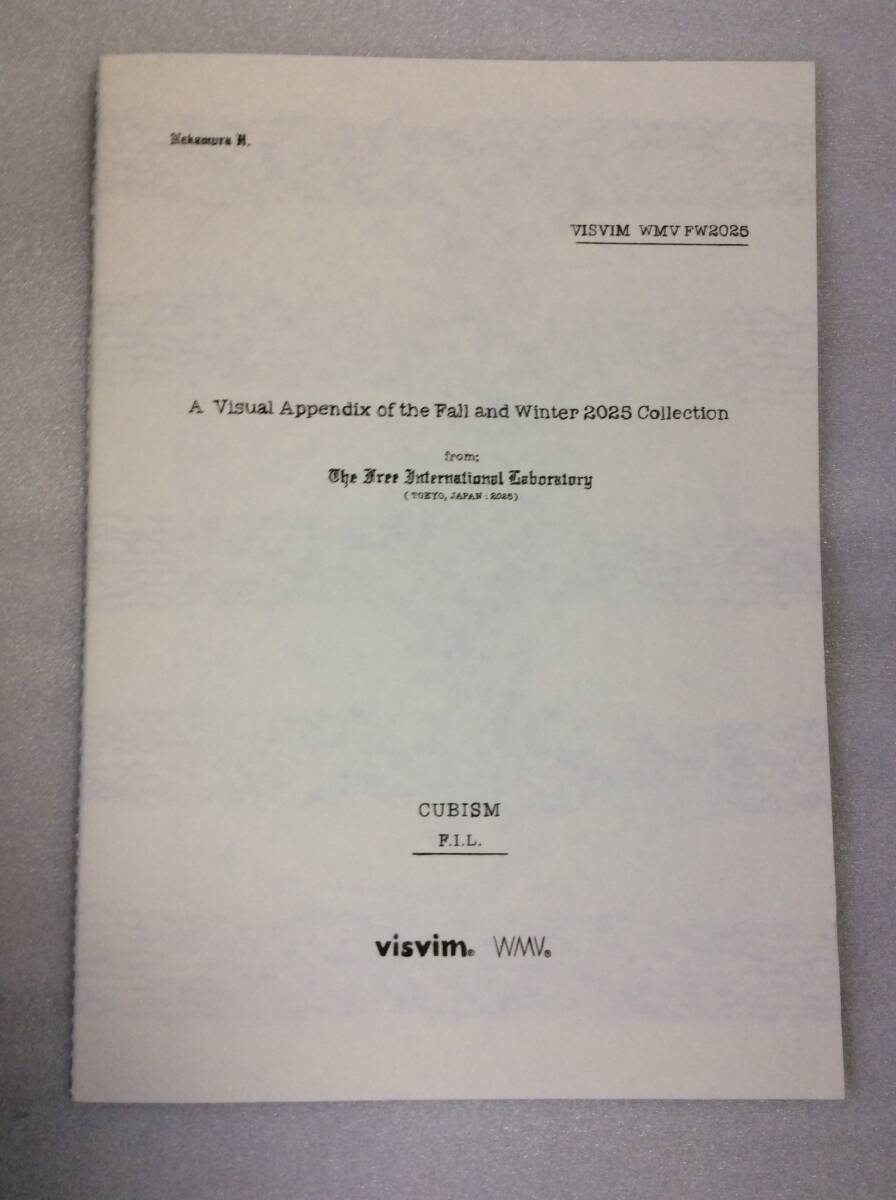 Nakamura H.
VISVIM WMV FW2025
A Visual Appendix of the Fall and Winter 2025 Collection
from:
The Free International Laboratory
(TOKYO, JAPAN : 2025)
CUBISM
F.I.L.
visvim® WMV®